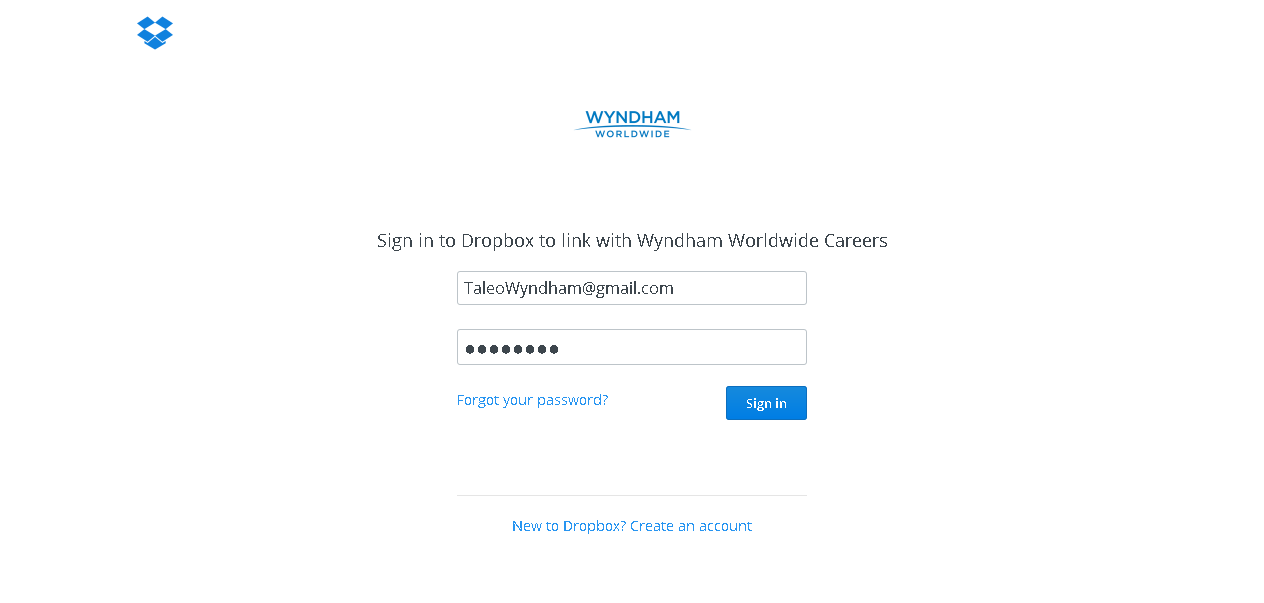 WYNDHAM
WORLDWIDE
Sign in to Dropbox to link with Wyndham Worldwide Careers
TaleoWyndham@gmail.com
●●●●●●●●
Forgot your password?
Sign in
New to Dropbox? Create an account